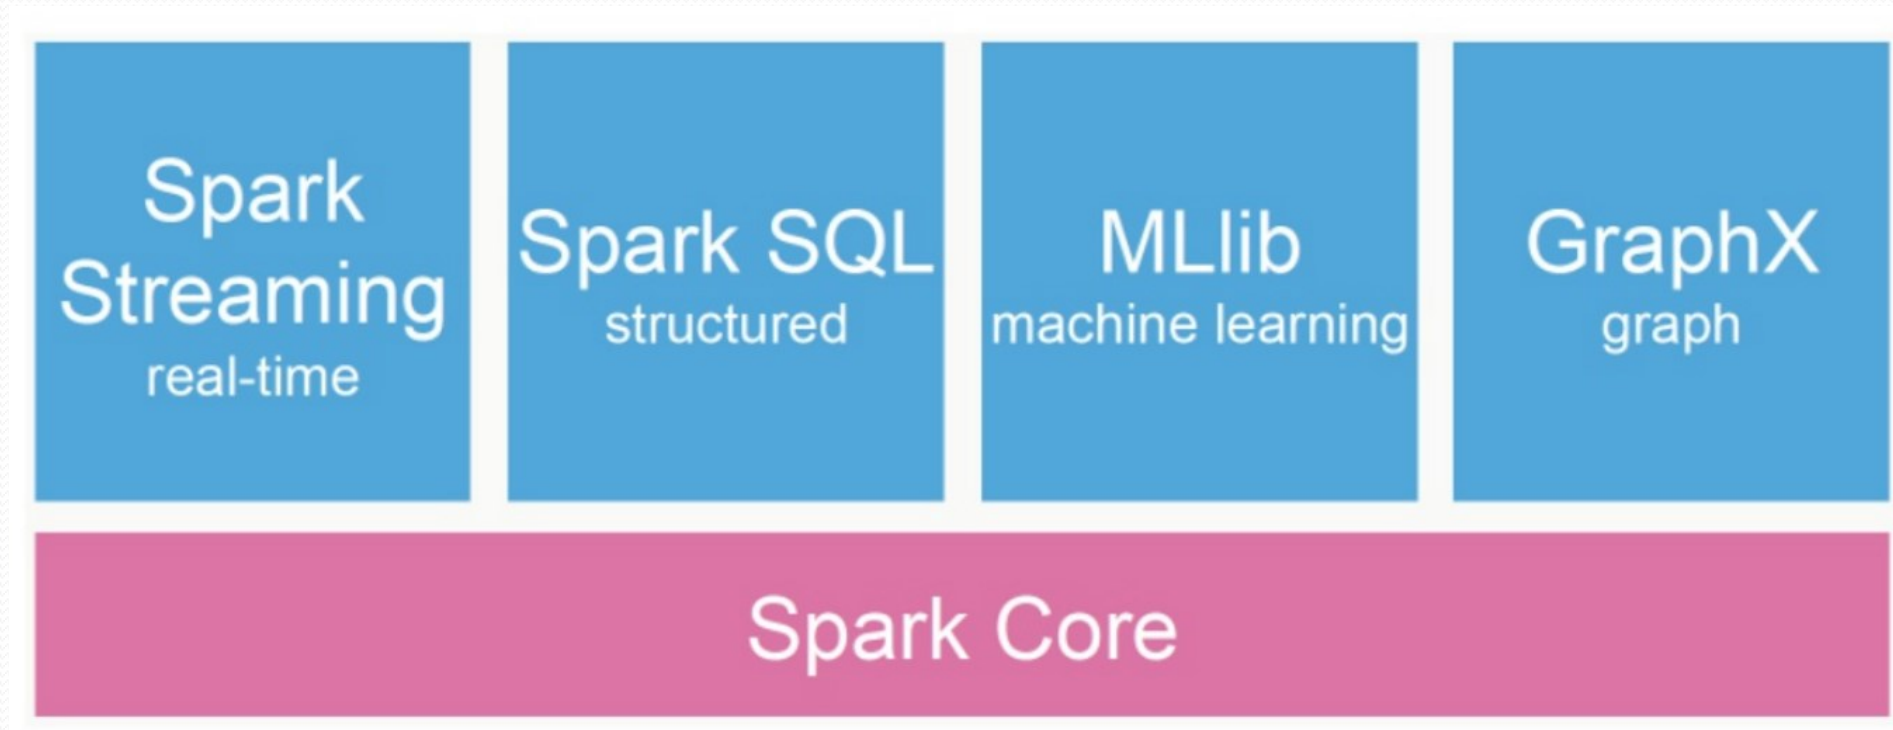 Spark
Streaming
real-time
Spark SQL
structured
MLlib
machine learning
GraphX
graph
Spark Core